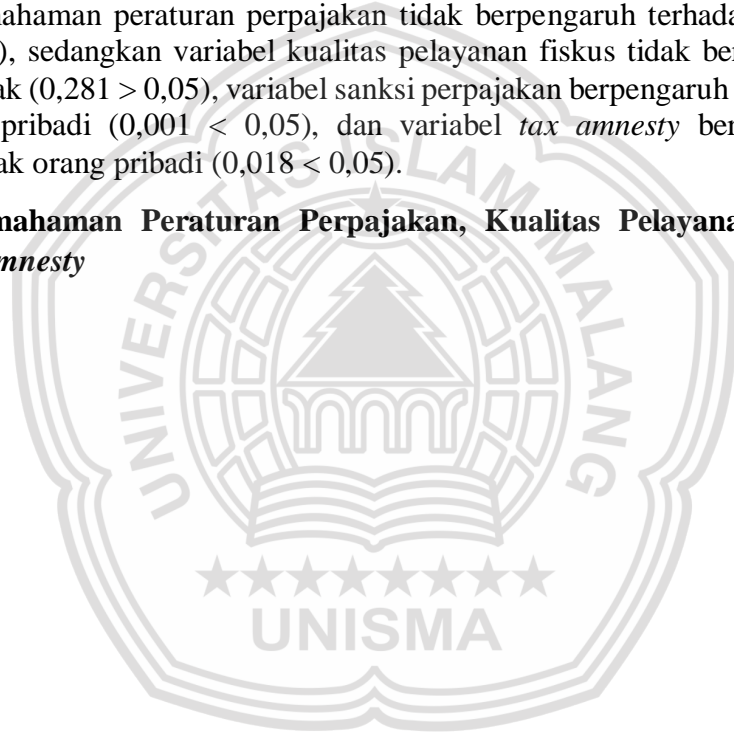 mahaman peraturan perpajakan tidak berpengaruh terhada
), sedangkan variabel kualitas pelayanan fiskus tidak ber
ak (0,281 > 0,05), variabel sanksi perpajakan berpengaruh
pribadi (0,001 < 0,05), dan variabel tax amnesty ber
ak orang pribadi (0,018 < 0,05).
mahaman Peraturan Perpajakan, Kualitas Pelayana
mnesty
UNIVERSITAS ISLAM MALANG
UNISMA